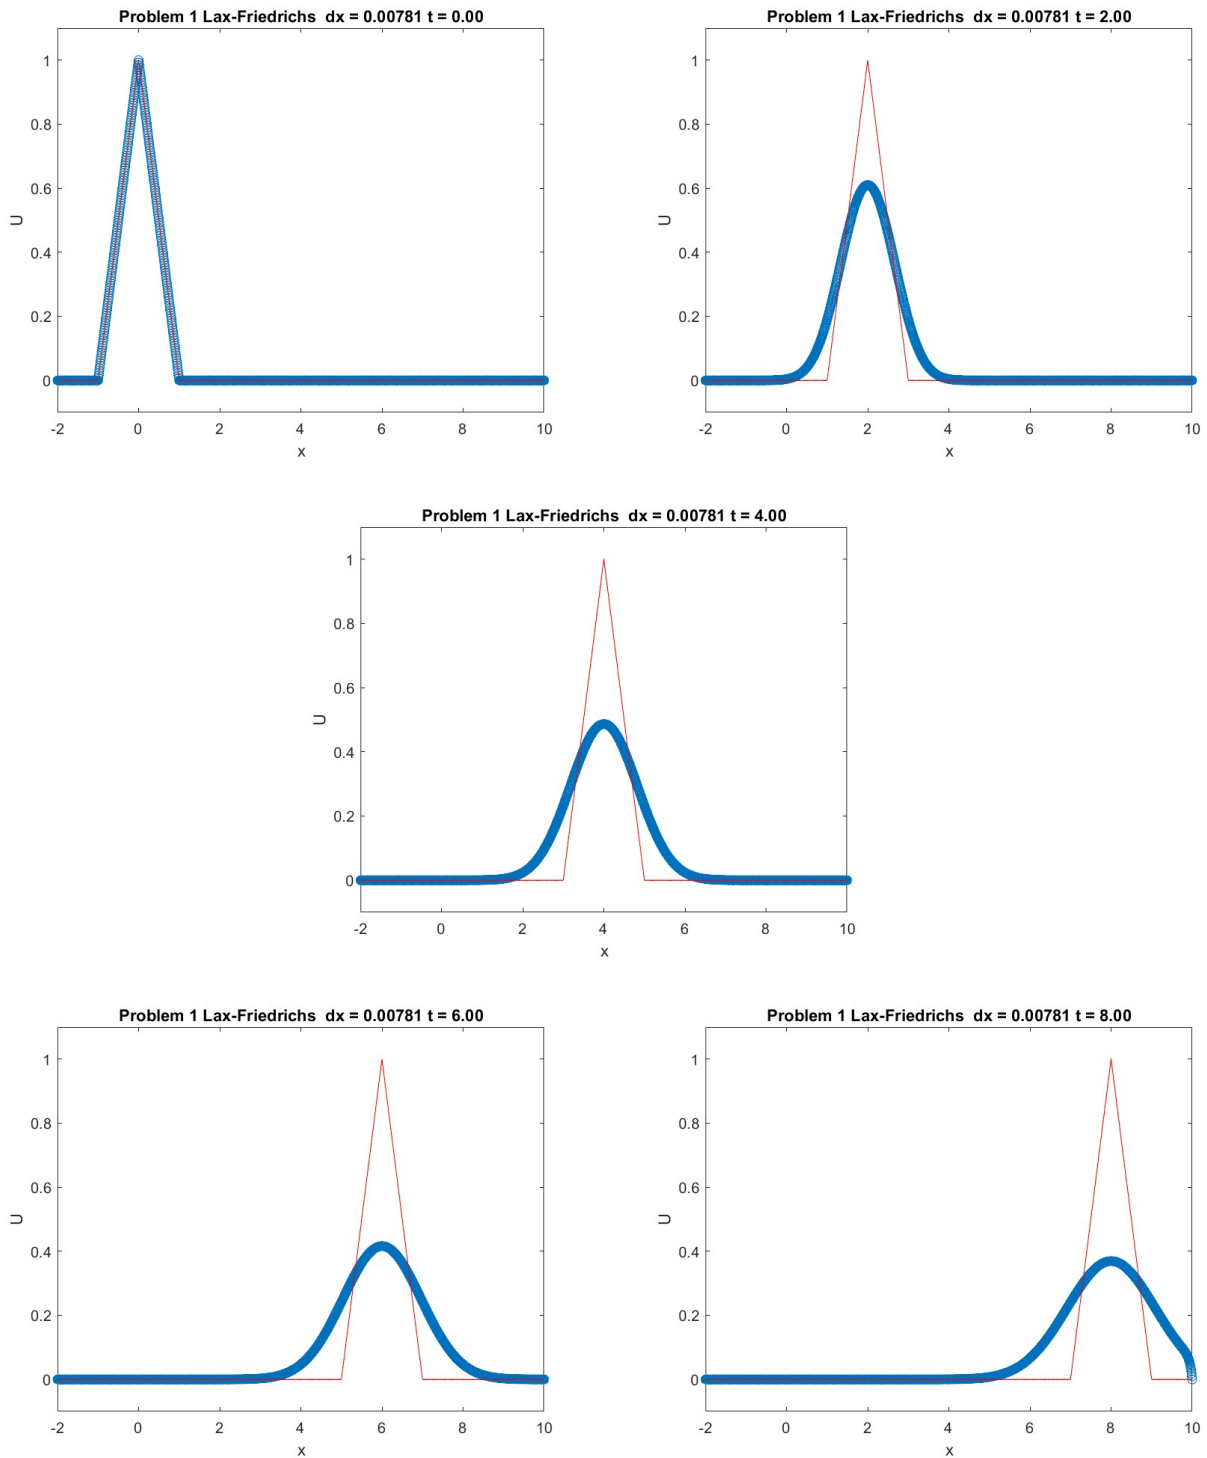 Problem 1 Lax-Friedrichs  dx = 0.00781 t = 0.00
1
0.8
0.6
0.4
0.2
0
U
-2 0 2 4 6 8 10
x
Problem 1 Lax-Friedrichs  dx = 0.00781 t = 2.00
1
0.8
0.6
0.4
0.2
0
U
-2 0 2 4 6 8 10
x
Problem 1 Lax-Friedrichs  dx = 0.00781 t = 4.00
1
0.8
0.6
0.4
0.2
0
U
-2 0 2 4 6 8 10
x
Problem 1 Lax-Friedrichs  dx = 0.00781 t = 6.00
1
0.8
0.6
0.4
0.2
0
U
-2 0 2 4 6 8 10
x
Problem 1 Lax-Friedrichs  dx = 0.00781 t = 8.00
1
0.8
0.6
0.4
0.2
0
U
-2 0 2 4 6 8 10
x